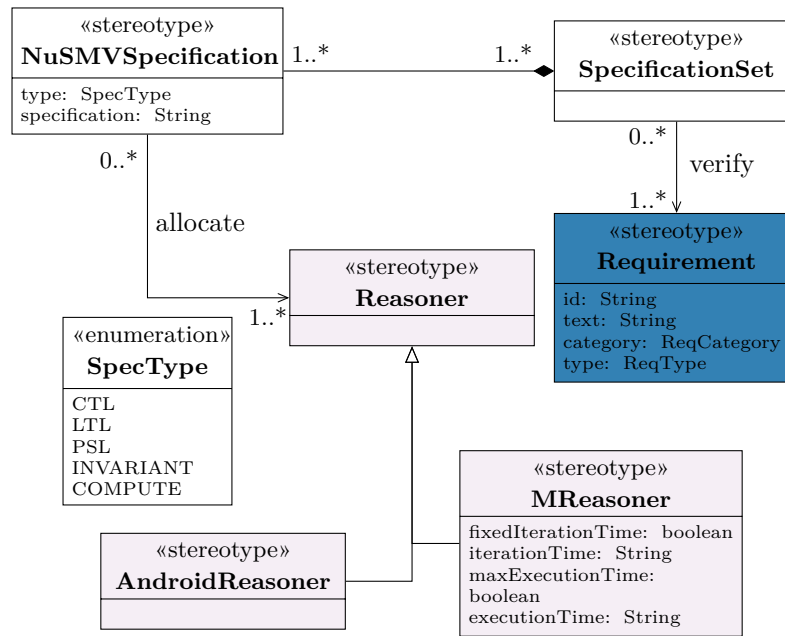 «stereotype»
NuSMVSpecification
type: SpecType
specification: String
1..*
1..*
«stereotype»
SpecificationSet
0..*
allocate
1..*
0..*
verify
1..*
«stereotype»
Reasoner
«stereotype»
Requirement
id: String
text: String
category: ReqCategory
type: ReqType
«enumeration»
SpecType
CTL
LTL
PSL
INVARIANT
COMPUTE
«stereotype»
MReasoner
fixedIterationTime: boolean
iterationTime: String
maxExecutionTime:
boolean
executionTime: String
«stereotype»
AndroidReasoner